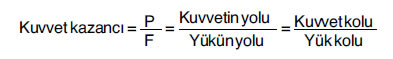 Kuvvet kazancı = P / F = Kuvvetin yolu / Yükün yolu = Kuvvet kolu / Yük kolu